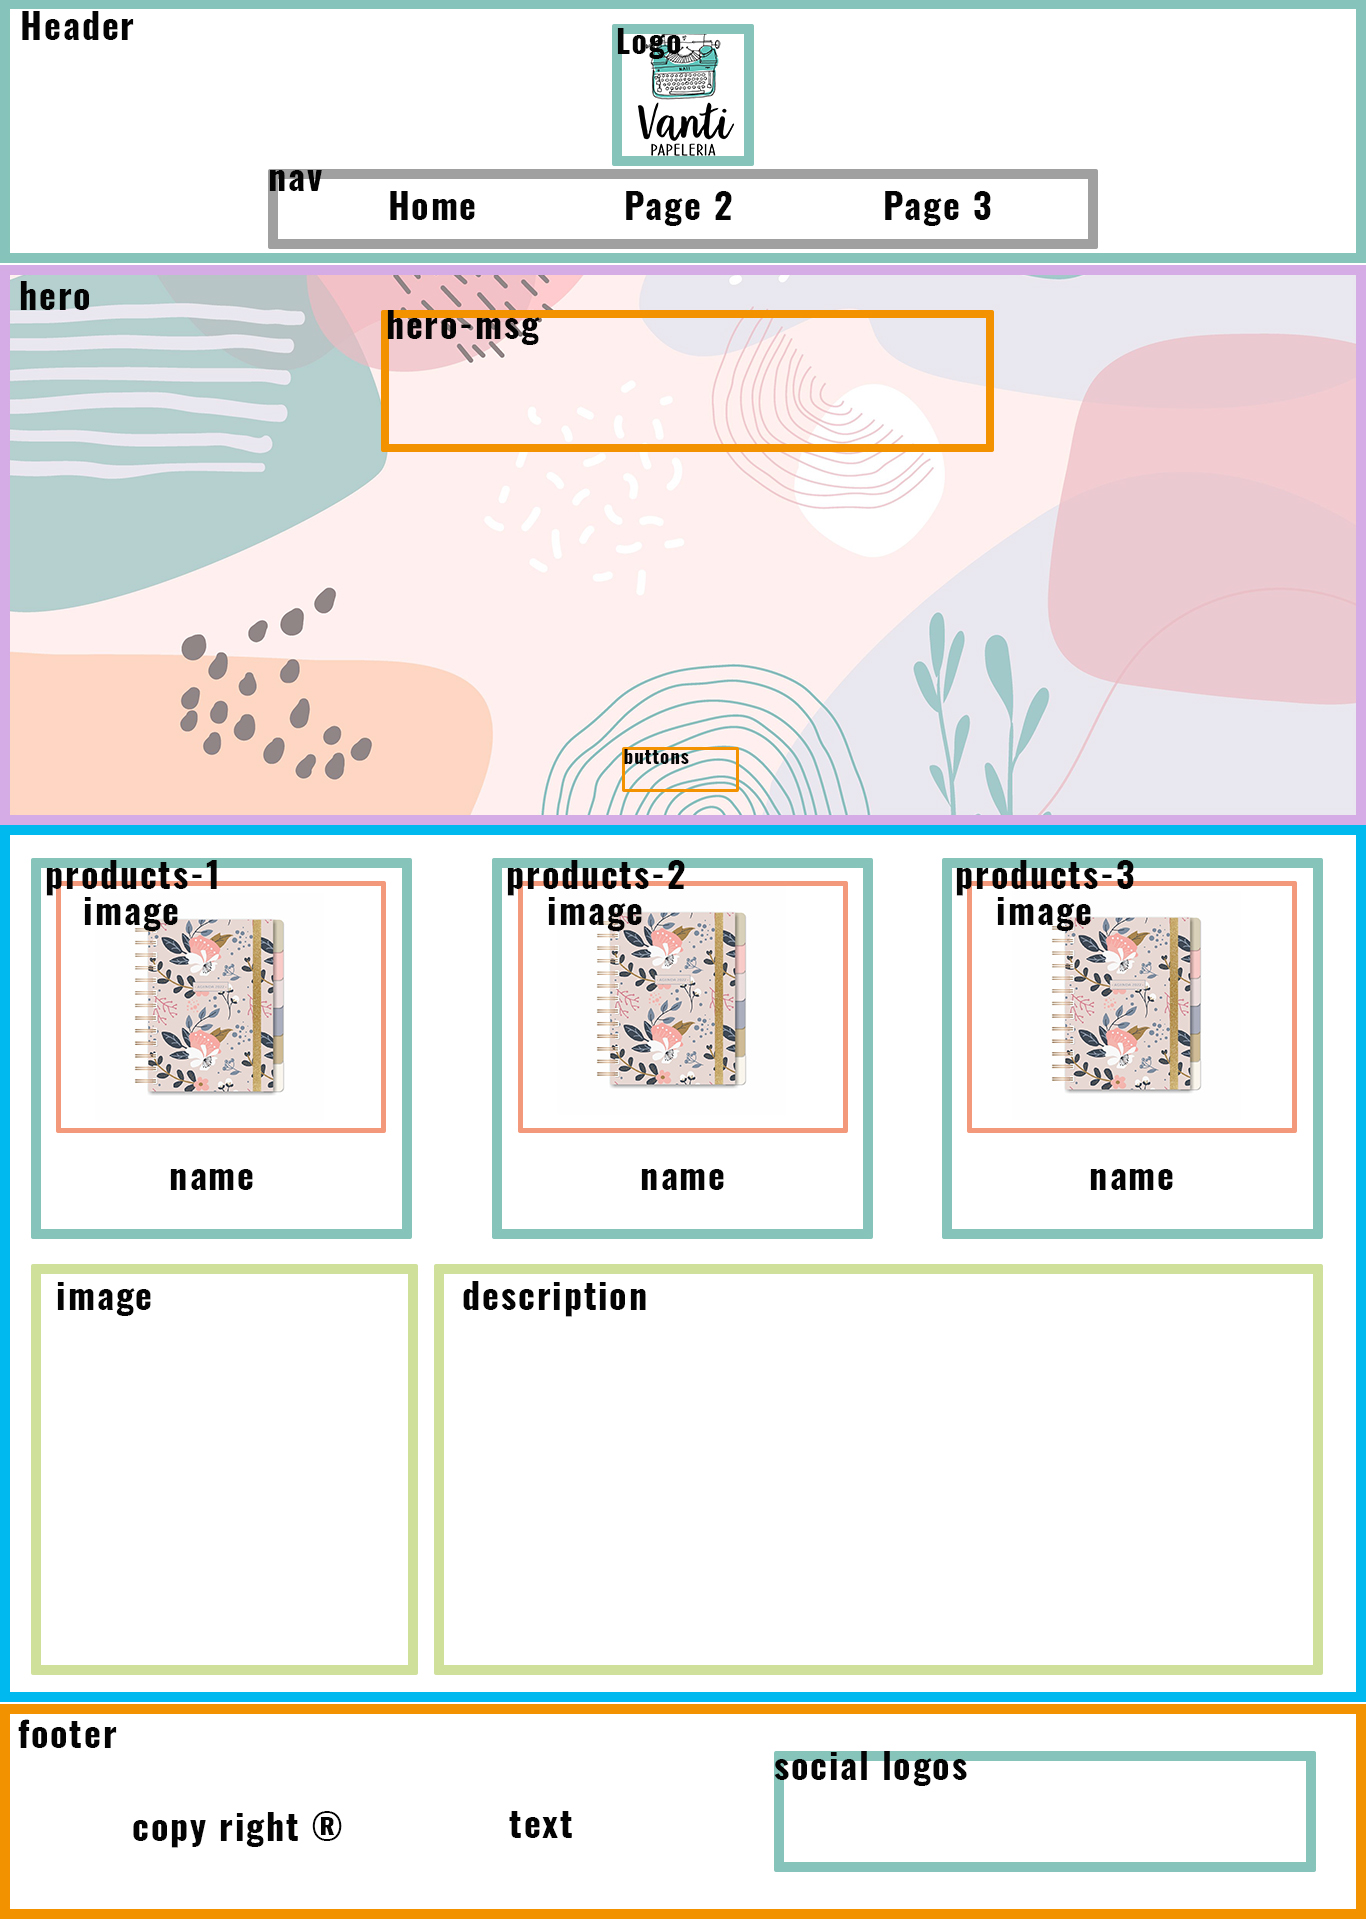 Header
Logo
NATI
Vanti
PAPELERIA
nav
Home Page 2 Page 3
hero
hero-msg
buttons
products-1 products-2 products-3
image image image
name name name
image description
footer
social logos
copy right ® text